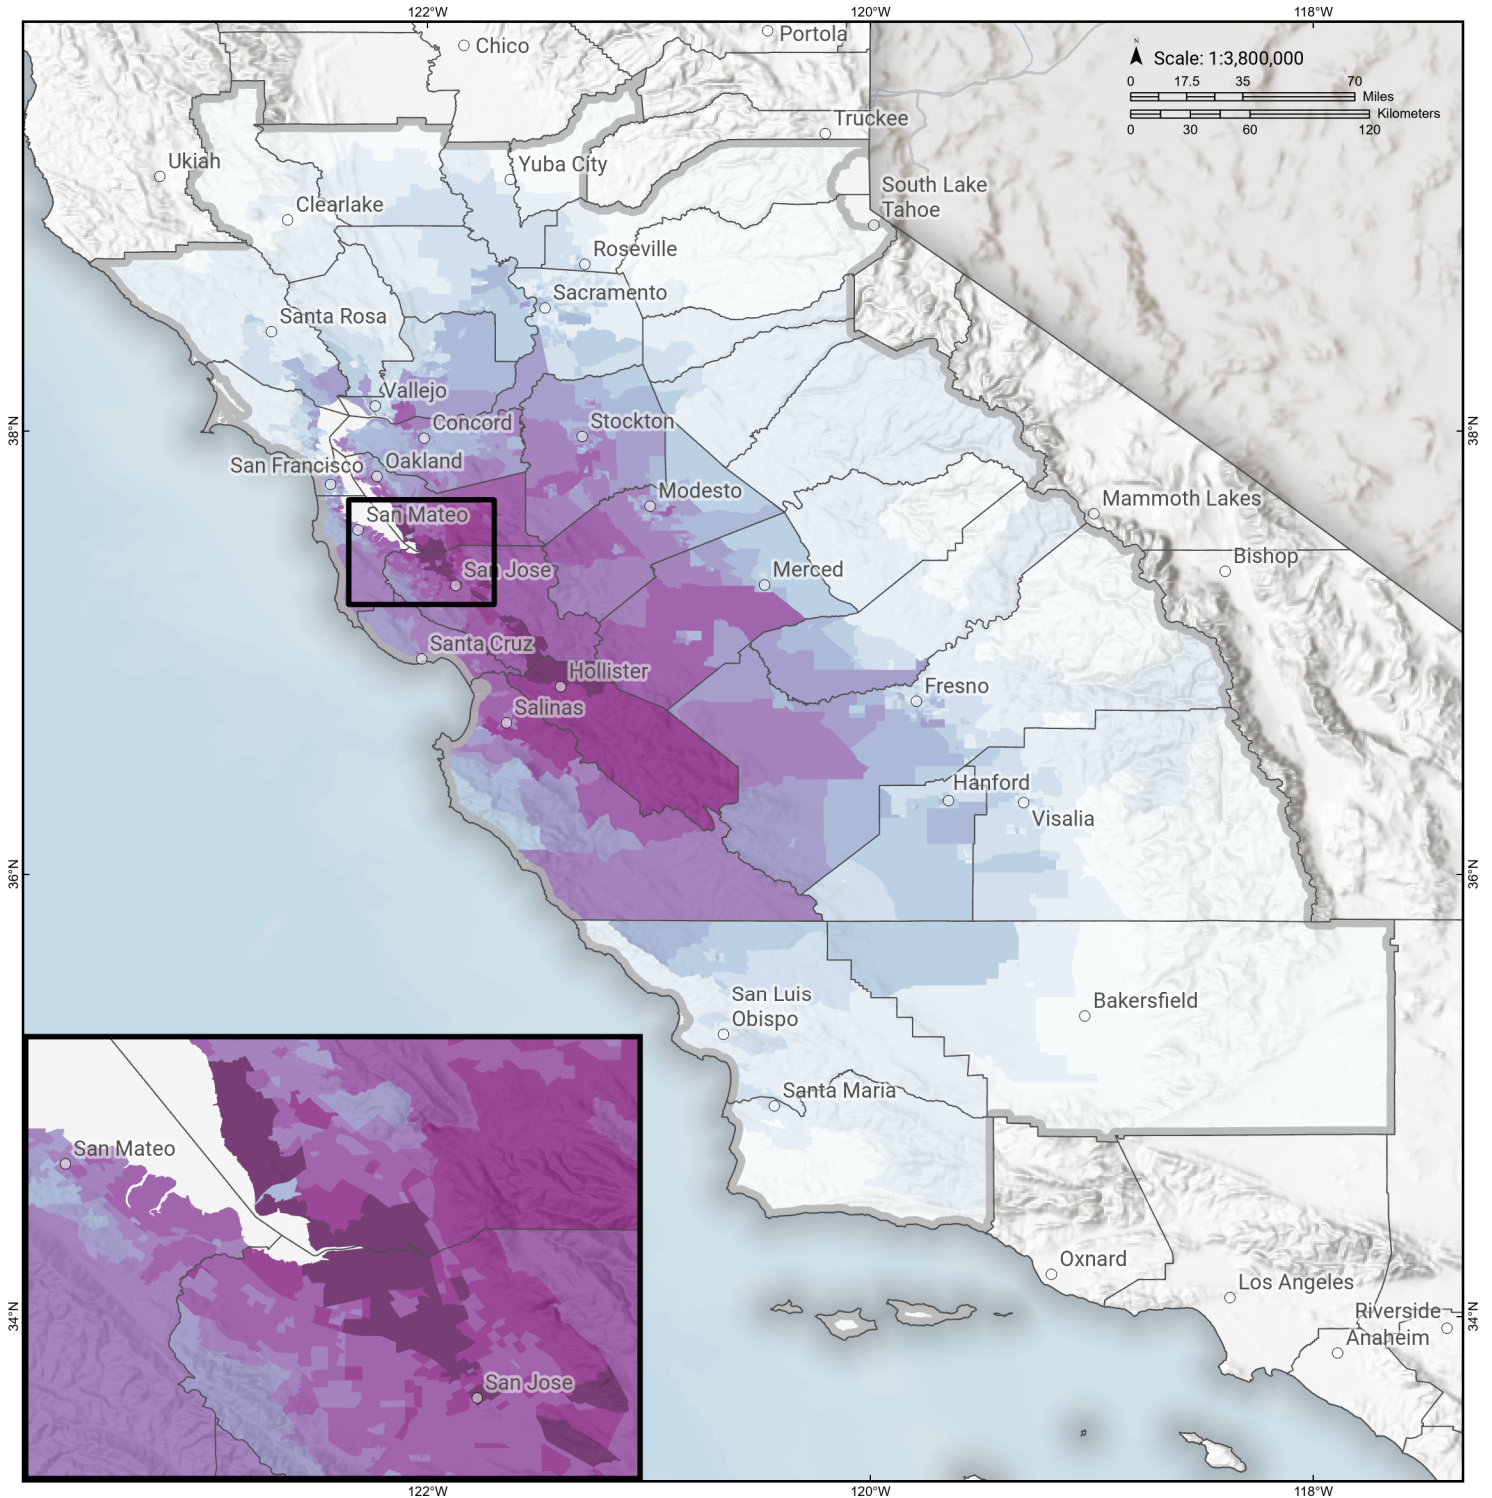 122°W
120°W
118°W
Chico
Portola
N
Scale: 1:3,800,000
0 17.5 35 70
Miles
Kilometers
0 30 60 120
Truckee
Ukiah
Yuba City
South Lake
Tahoe
Clearlake
Roseville
Sacramento
Santa Rosa
Vallejo
38°N
Concord
Stockton
38°N
San Francisco
Oakland
Modesto
Mammoth Lakes
San Mateo
Bishop
San Jose
Merced
Santa Cruz
Hollister
Fresno
Salinas
Hanford
Visalia
36°N
36°N
San Luis
Obispo
Bakersfield
Santa Maria
San Mateo
Oxnard
Los Angeles
34°N
Riverside
34°N
Anaheim
San Jose
122°W
120°W
118°W